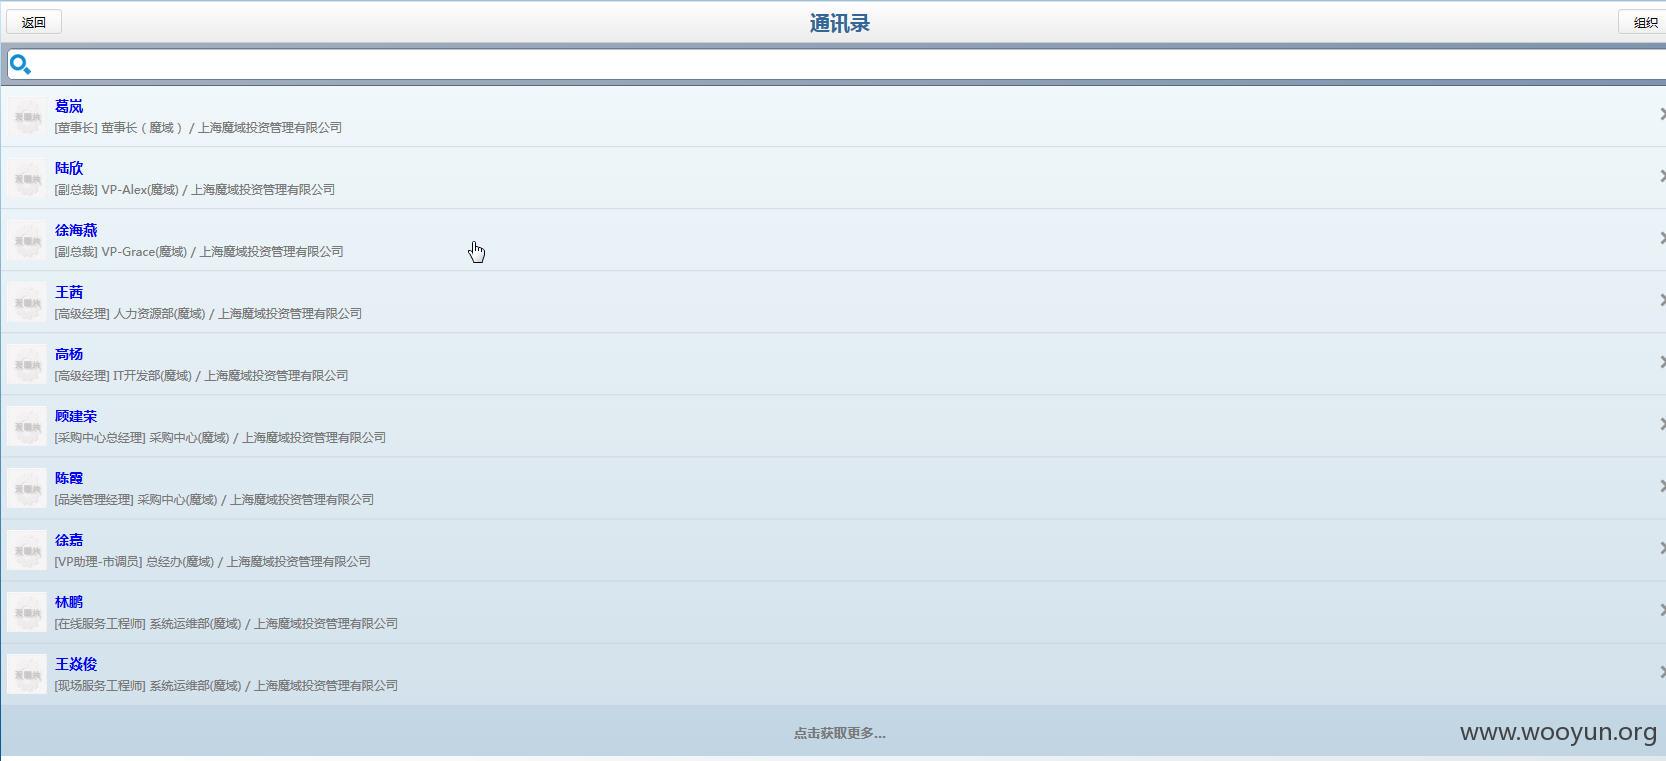 返回
通讯录
组织
葛岚
[董事长] 董事长（魔域） / 上海魔域投资管理有限公司
陆欣
[副总裁] VP-Alex(魔域) / 上海魔域投资管理有限公司
徐海燕
[副总裁] VP-Grace(魔域) / 上海魔域投资管理有限公司
王茜
[高级经理] 人力资源部(魔域) / 上海魔域投资管理有限公司
高杨
[高级经理] IT开发部(魔域) / 上海魔域投资管理有限公司
顾建荣
[采购中心总经理] 采购中心(魔域) / 上海魔域投资管理有限公司
陈霞
[品类管理经理] 采购中心(魔域) / 上海魔域投资管理有限公司
徐嘉
[VP助理-市调员] 总经办(魔域) / 上海魔域投资管理有限公司
林鹏
[在线服务工程师] 系统运维部(魔域) / 上海魔域投资管理有限公司
王焱俊
[现场服务工程师] 系统运维部(魔域) / 上海魔域投资管理有限公司
点击获取更多...
www.wooyun.org